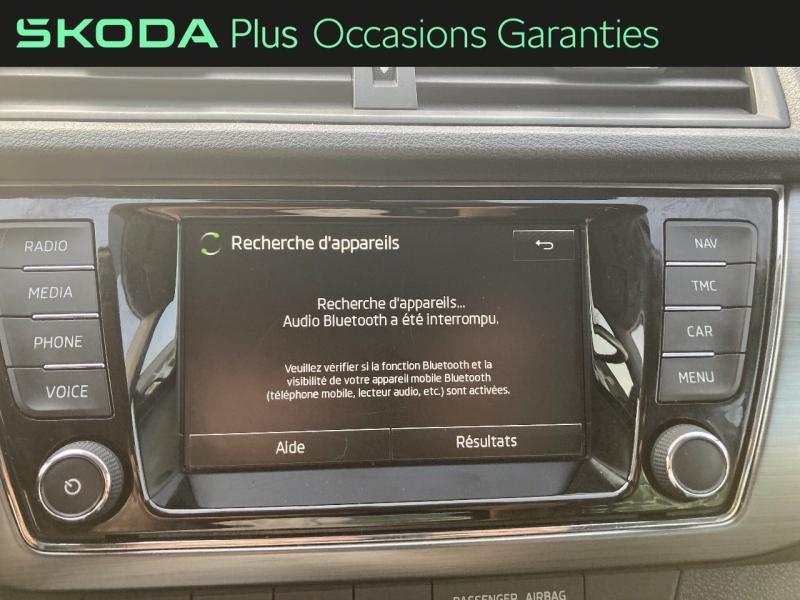 SKODA Plus Occasions Garanties
RADIO
MEDIA
PHONE
VOICE
Recherche d'appareils
Recherche d'appareils...
Audio Bluetooth a été interrompu.
Veuillez vérifier si la fonction Bluetooth et la
visibilité de votre appareil mobile Bluetooth
(téléphone mobile, lecteur audio, etc.) sont activées.
Aide
Résultats
NAV
TMC
CAR
MENU
PASSENGER AIRBAG